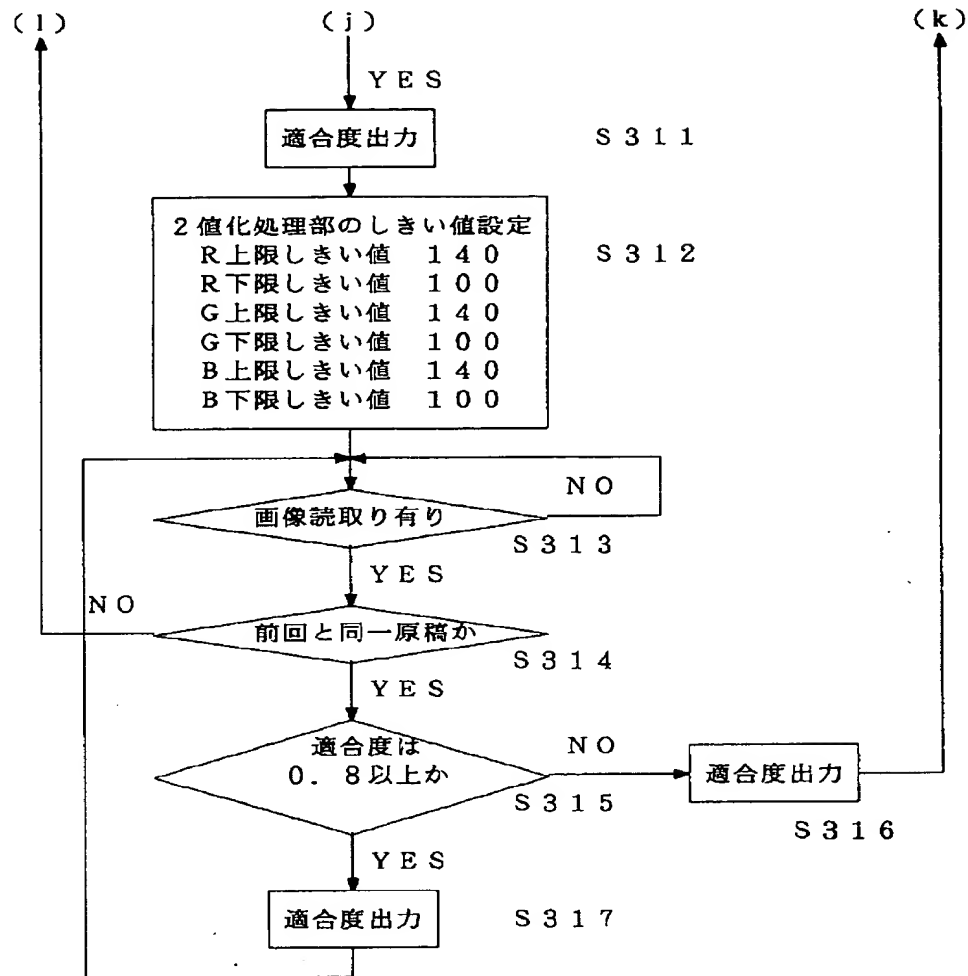 (l) (j) (k)
YES
適合度出力 S311
2値化処理部のしきい値設定
R上限しきい値 140 S312
R下限しきい値 100
G上限しきい値 140
G下限しきい値 100
B上限しきい値 140
B下限しきい値 100
NO
画像読取り有り
S313
YES
NO
前回と同一原稿か
S314
YES
適合度は NO
0.8以上か 適合度出力
S315
S316
YES
適合度出力 S317